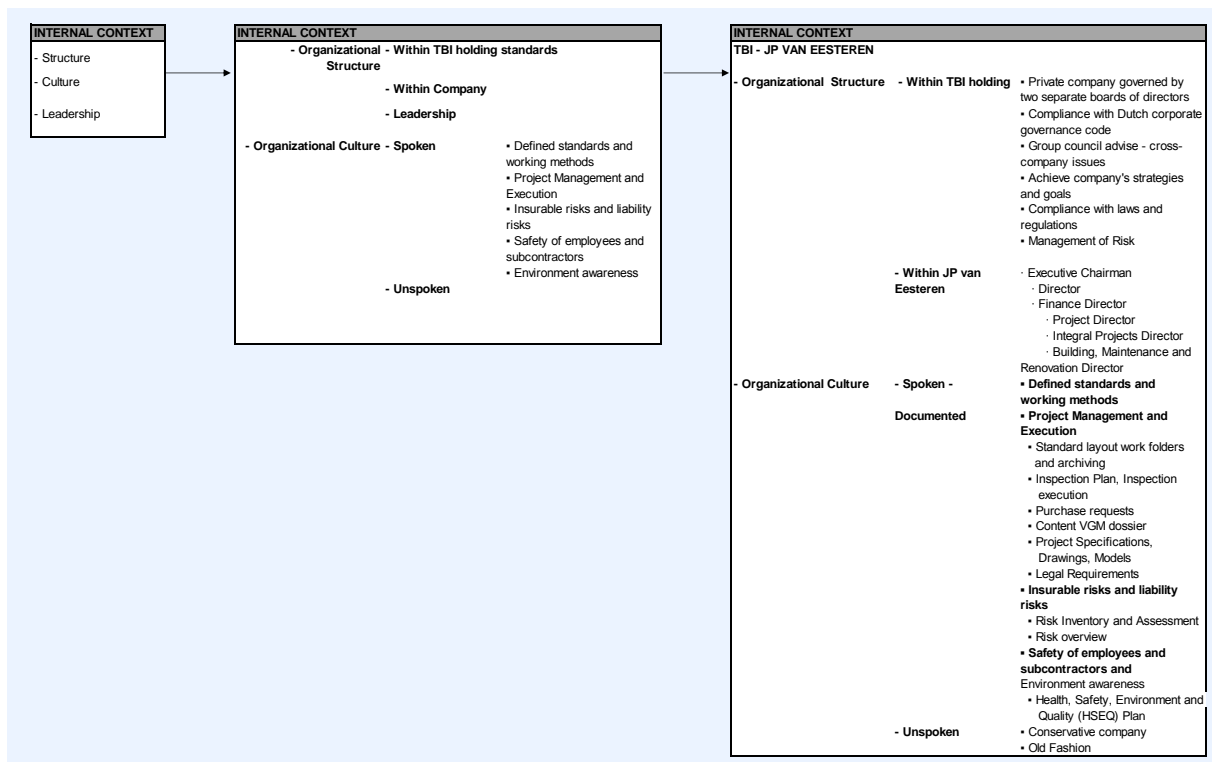 INTERNAL CONTEXT
- Structure
- Culture
- Leadership
INTERNAL CONTEXT
- Organizational Structure - Within TBI holding standards
- Within Company
- Leadership
- Organizational Culture - Spoken
▪ Defined standards and
working methods
▪ Project Management and
Execution
▪ Insurable risks and liability
risks
▪ Safety of employees and
subcontractors
▪ Environment awareness
- Unspoken
INTERNAL CONTEXT
TBI - JP VAN EESTEREN
- Organizational Structure
- Within TBI holding
▪ Private company governed by
two separate boards of directors
▪ Compliance with Dutch corporate
governance code
▪ Group council advise - cross-
company issues
▪ Achieve company's strategies
and goals
▪ Compliance with laws and
regulations
▪ Management of Risk
- Within JP van
Eesteren
· Executive Chairman
· Director
· Finance Director
· Project Director
· Integral Projects Director
· Building, Maintenance and
Renovation Director
- Organizational Culture
- Spoken -
Documented
▪ Defined standards and
working methods
▪ Project Management and
Execution
▪ Standard layout work folders
and archiving
▪ Inspection Plan, Inspection
execution
▪ Purchase requests
▪ Content VGM dossier
▪ Project Specifications,
Drawings, Models
▪ Legal Requirements
▪ Insurable risks and liability
risks
▪ Risk Inventory and Assessment
▪ Risk overview
▪ Safety of employees and
subcontractors and
Environment awareness
▪ Health, Safety, Environment and
Quality (HSEQ) Plan
- Unspoken
▪ Conservative company
▪ Old Fashion